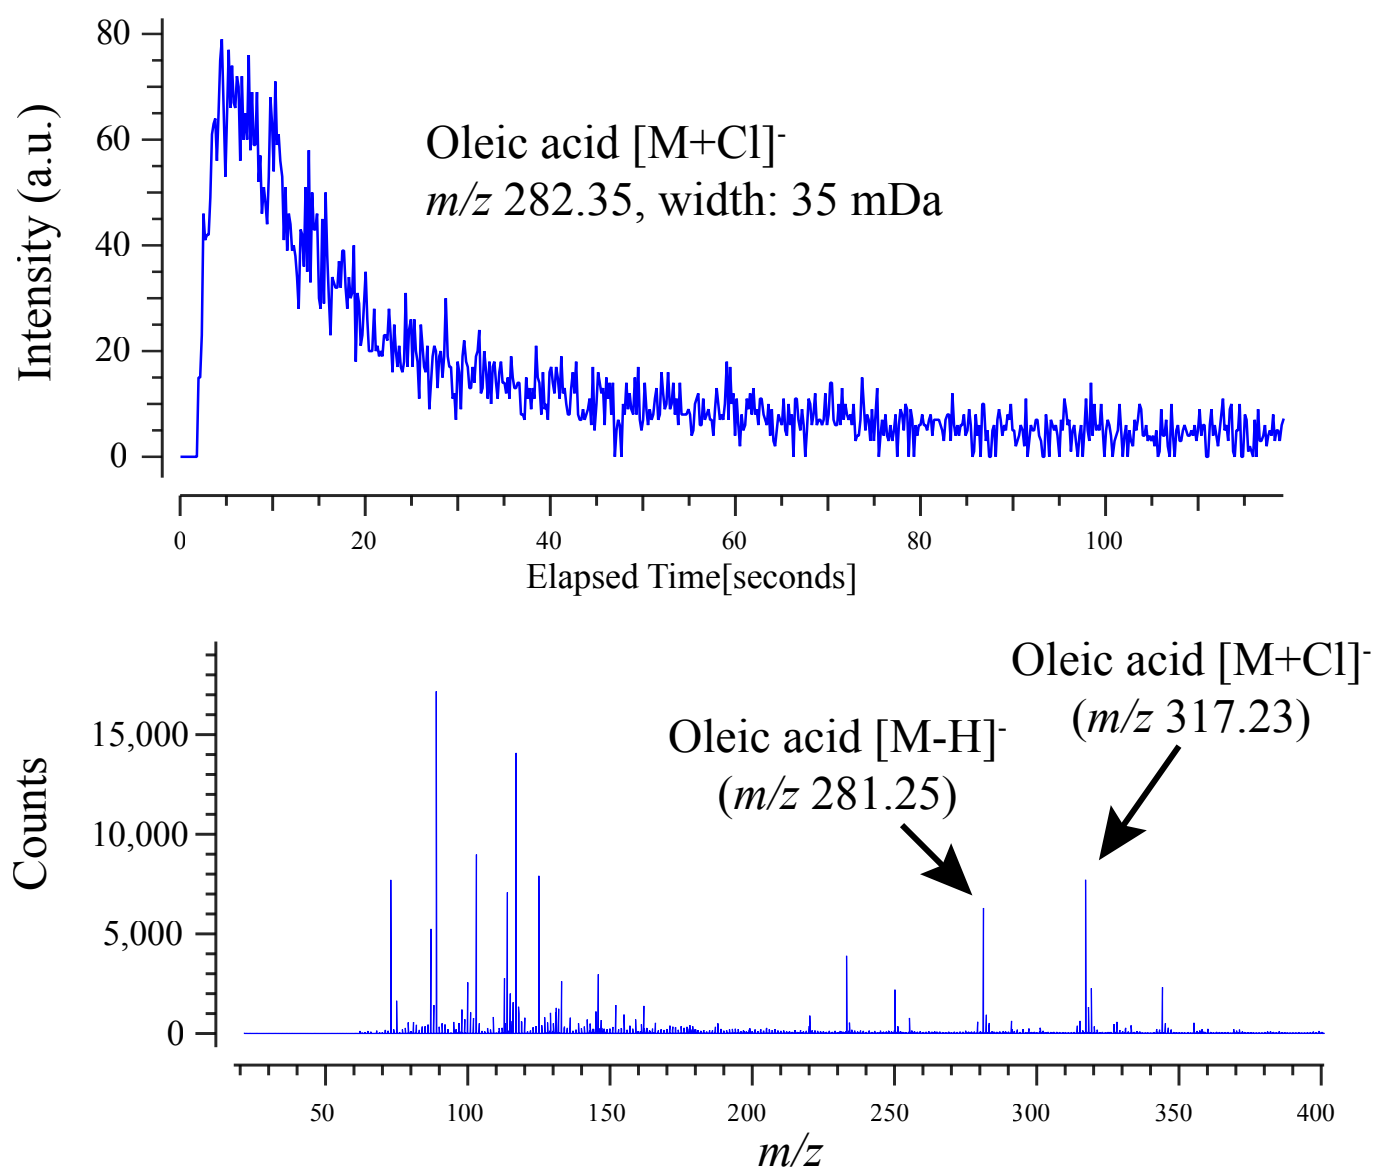 80
60
40
20
0
Intensity (a.u.)
Oleic acid [M+Cl]-
m/z 282.35, width: 35 mDa
0 20 40 60 80 100
Elapsed Time[seconds]
Oleic acid [M+Cl]-
(m/z 317.23)
Oleic acid [M-H]-
(m/z 281.25)
15,000
10,000
5,000
0
Counts
50 100 150 200 250 300 350 400
m/z